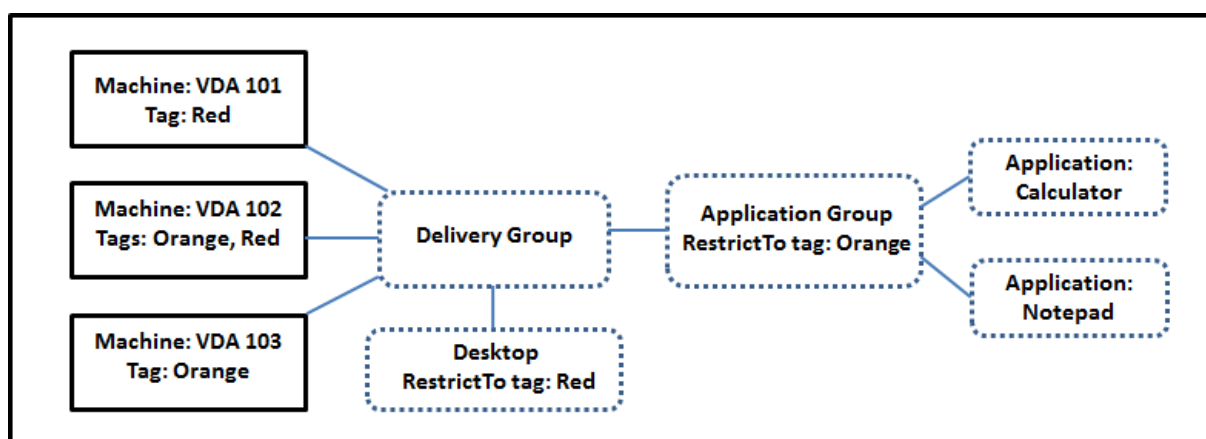 Machine: VDA 101
Tag: Red
Machine: VDA 102
Tags: Orange, Red
Machine: VDA 103
Tag: Orange
Delivery Group
Desktop
RestrictTo tag: Red
Application Group
RestrictTo tag: Orange
Application:
Calculator
Application:
Notepad